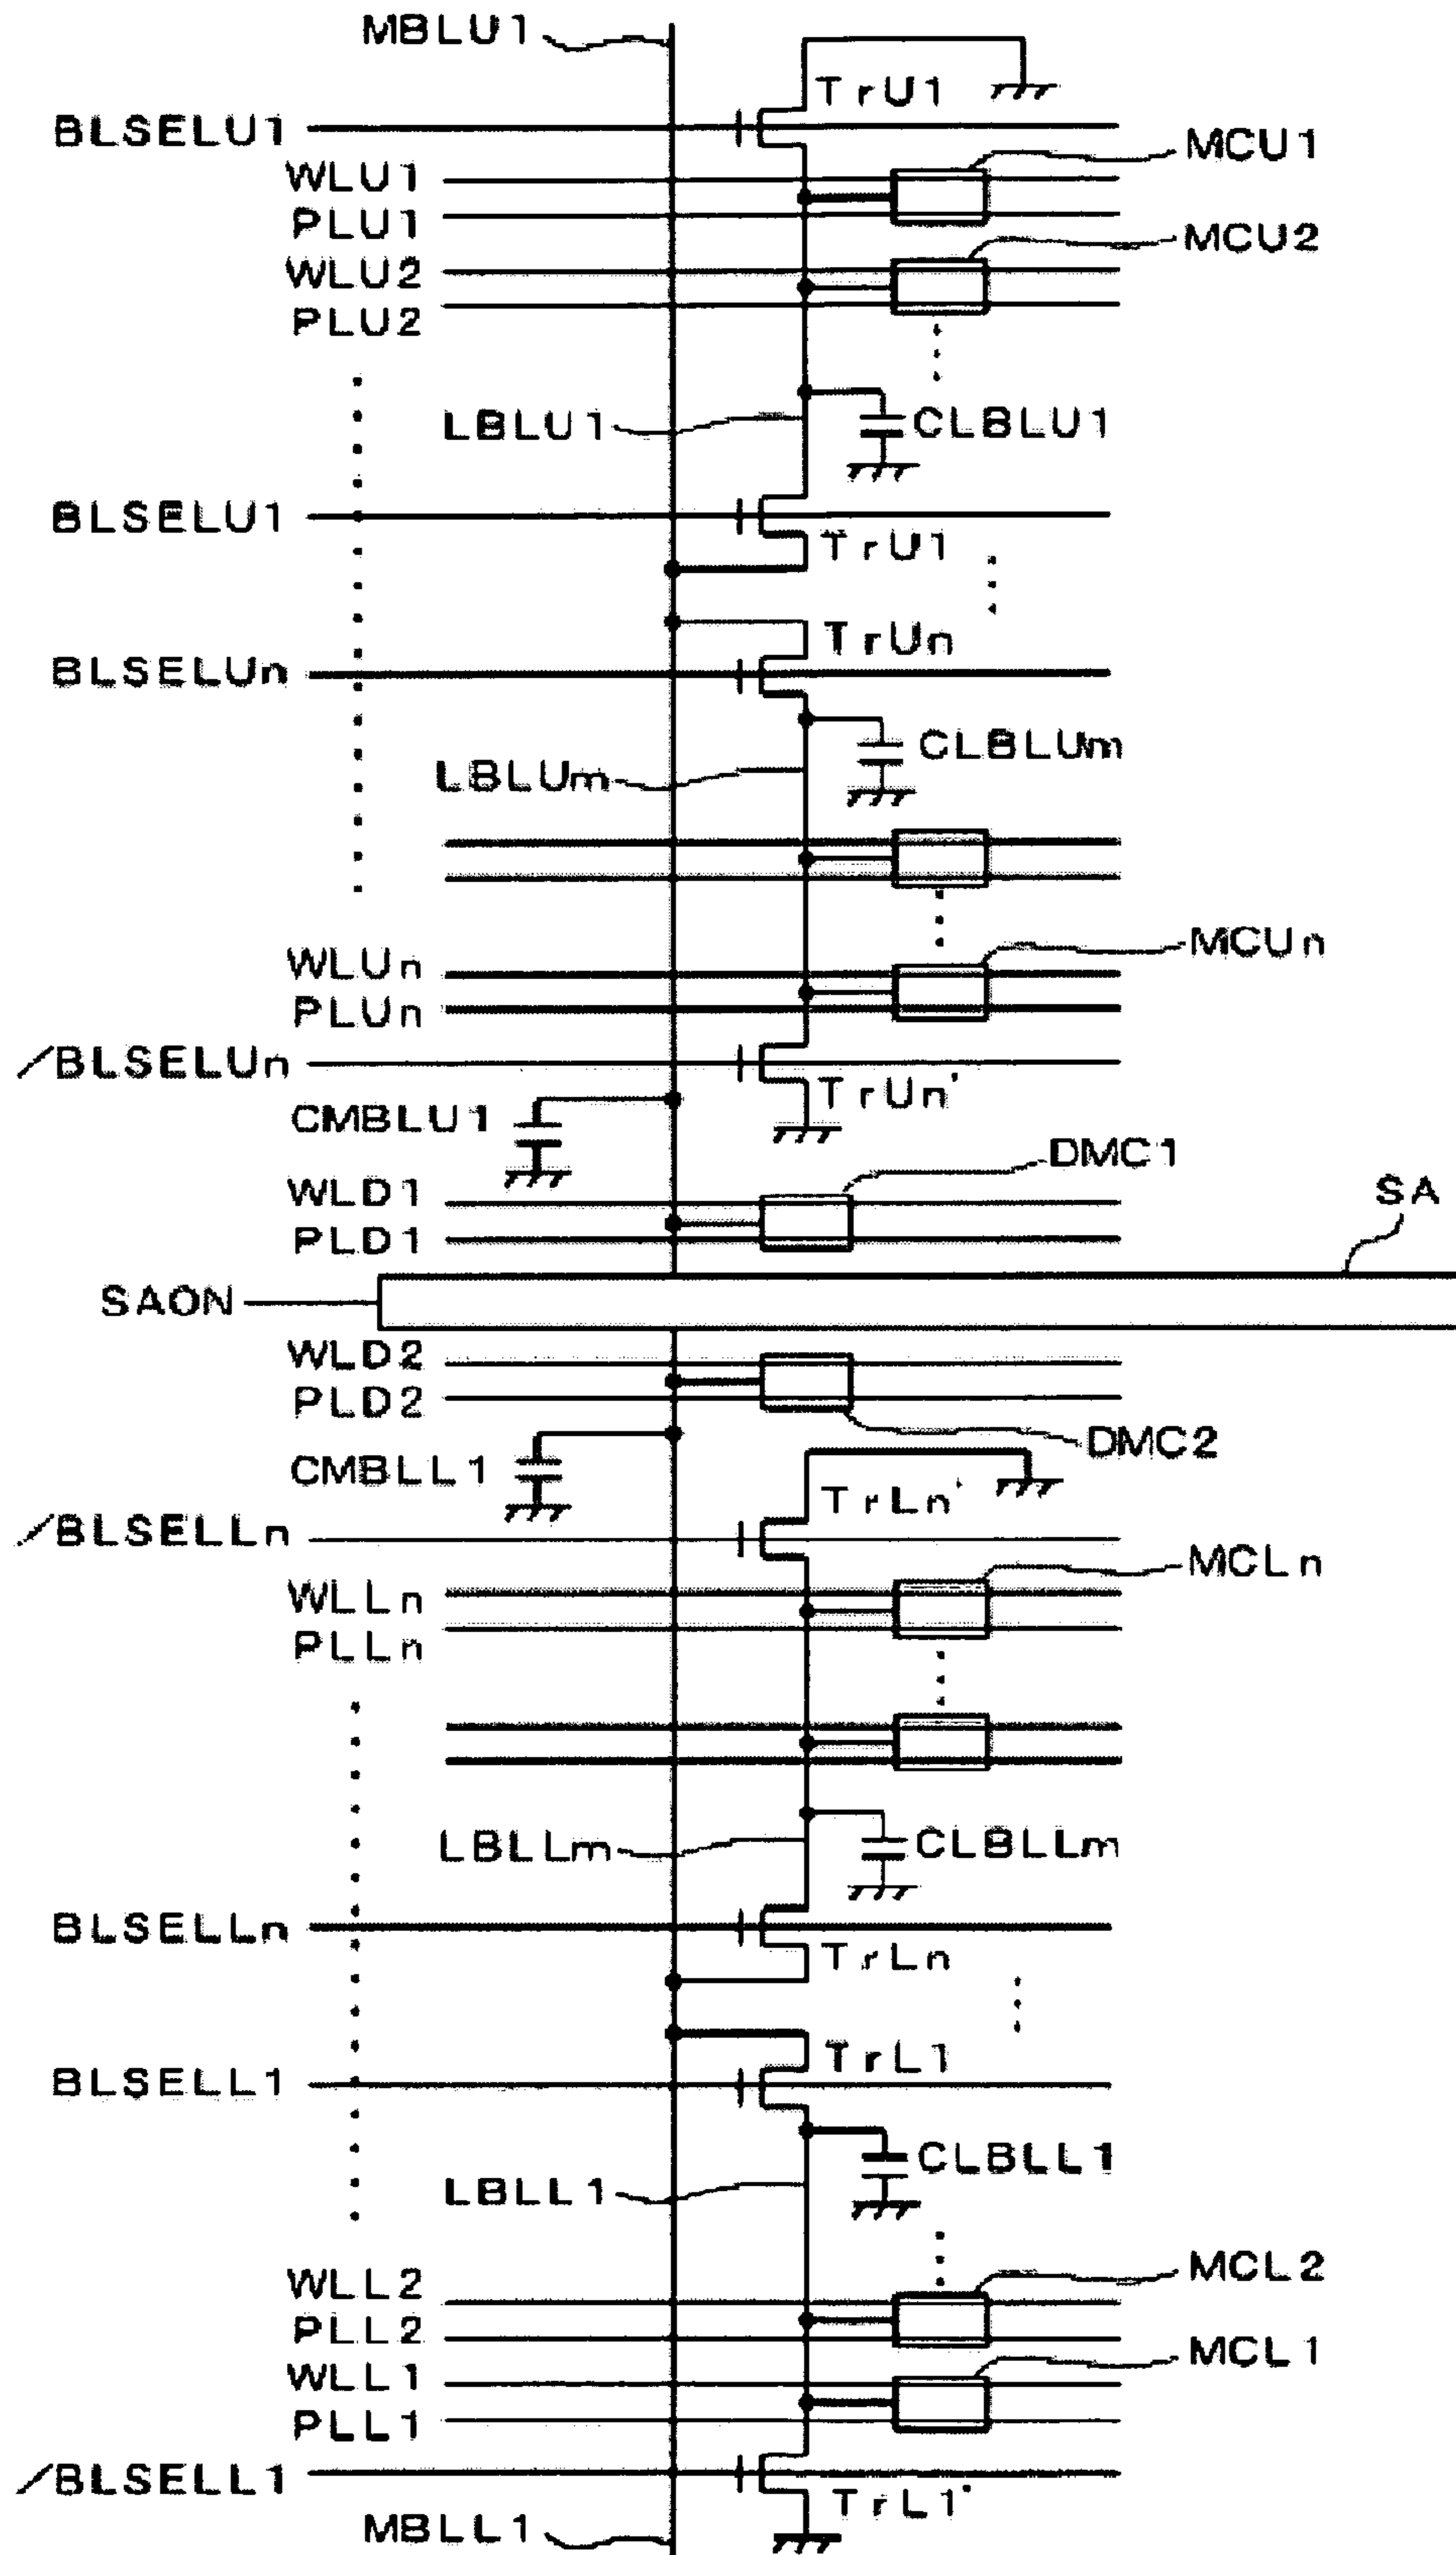 MBLU1
TrU1
BLSELU1
MCU1
WLU1
PLU1
MCU2
WLU2
PLU2
LBLU1
CLBLU1
BLSELU1
TrU1
TrUn
BLSELUn
CLBLUm
LBLUm
MCUn
WLUn
PLUn
/BLSELUn
TrUn'
CMBLU1
DMC1
WLD1
SA
PLD1
SAON
WLD2
PLD2
DMC2
CMBLL1
TrLn'
/BLSELLn
MCLn
WLLn
PLLn
LBLLm
CLBLLm
BLSELLn
TrLn
TrL1
BLSELL1
CLBLL1
LBLL1
MCL2
WLL2
PLL2
MCL1
WLL1
PLL1
/BLSELL1
TrL1'
MBLL1